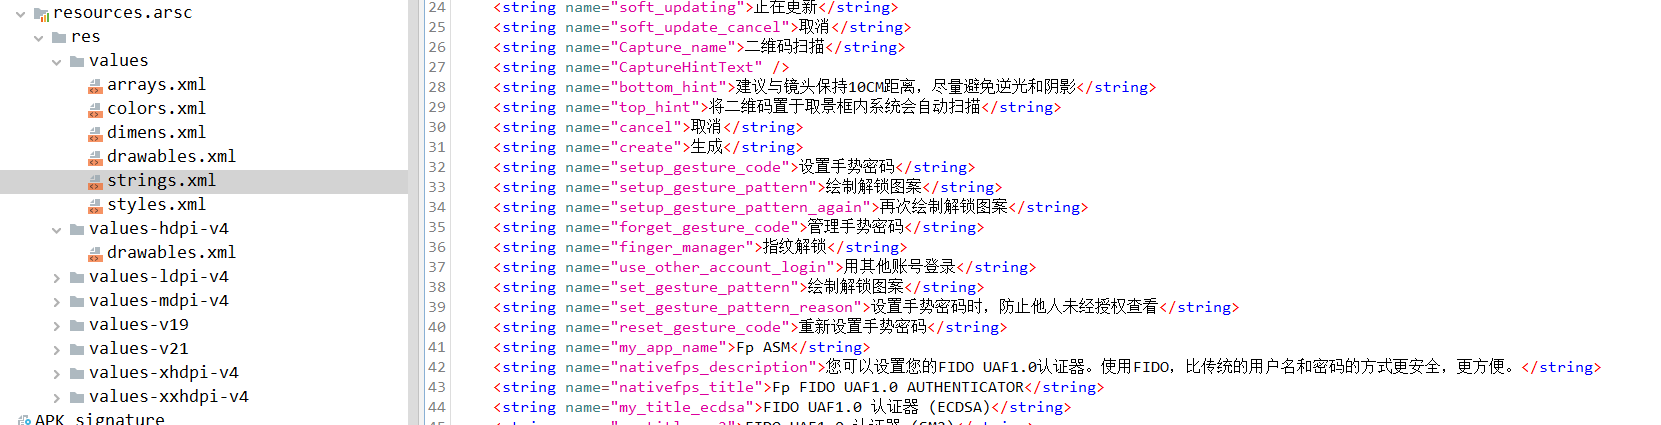 resources.arsc
res
values
arrays.xml
colors.xml
dimens.xml
drawables.xml
strings.xml
styles.xml
values-hdpi-v4
drawables.xml
values-ldpi-v4
values-mdpi-v4
values-v19
values-v21
values-xhdpi-v4
values-xxhdpi-v4
APK signature
24 <string name="soft_updating">正在更新</string>
25 <string name="soft_update_cancel">取消</string>
26 <string name="Capture_name">二维码扫描</string>
27 <string name="CaptureHintText" />
28 <string name="bottom_hint">建议与镜头保持10CM距离，尽量避免逆光和阴影</string>
29 <string name="top_hint">将二维码置于取景框内系统会自动扫描</string>
30 <string name="cancel">取消</string>
31 <string name="create">生成</string>
32 <string name="setup_gesture_code">设置手势密码</string>
33 <string name="setup_gesture_pattern">绘制解锁图案</string>
34 <string name="setup_gesture_pattern_again">再次绘制解锁图案</string>
35 <string name="forget_gesture_code">管理手势密码</string>
36 <string name="finger_manager">指纹解锁</string>
37 <string name="use_other_account_login">用其他账号登录</string>
38 <string name="set_gesture_pattern">绘制解锁图案</string>
39 <string name="set_gesture_pattern_reason">设置手势密码时，防止他人未经授权查看</string>
40 <string name="reset_gesture_code">重新设置手势密码</string>
41 <string name="my_app_name">Fp ASM</string>
42 <string name="nativefps_description">您可以设置您的FIDO UAF1.0认证器。使用FIDO，比传统的用户名和密码的方式更安全，更方便。</string>
43 <string name="nativefps_title">Fp FIDO UAF1.0 AUTHENTICATOR</string>
44 <string name="my_title_ecdsa">FIDO UAF1.0 认证器 (ECDSA)</string>